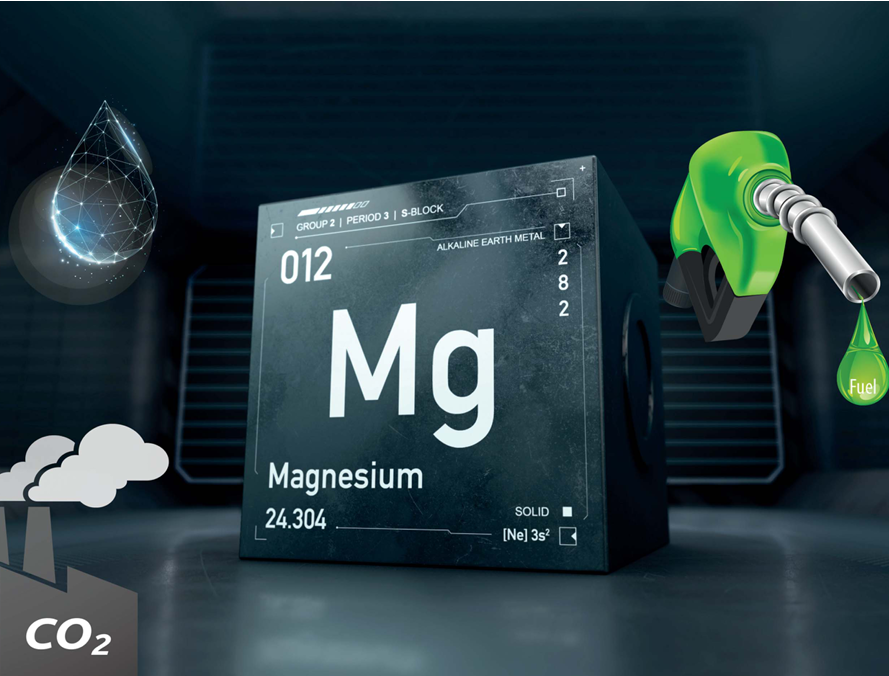 GROUP 2 | PERIOD 3 | S-BLOCK
ALKALINE EARTH METAL
012
2
8
2
Mg
Magnesium
24.304
SOLID
[Ne] 3s²
Fuel
CO₂